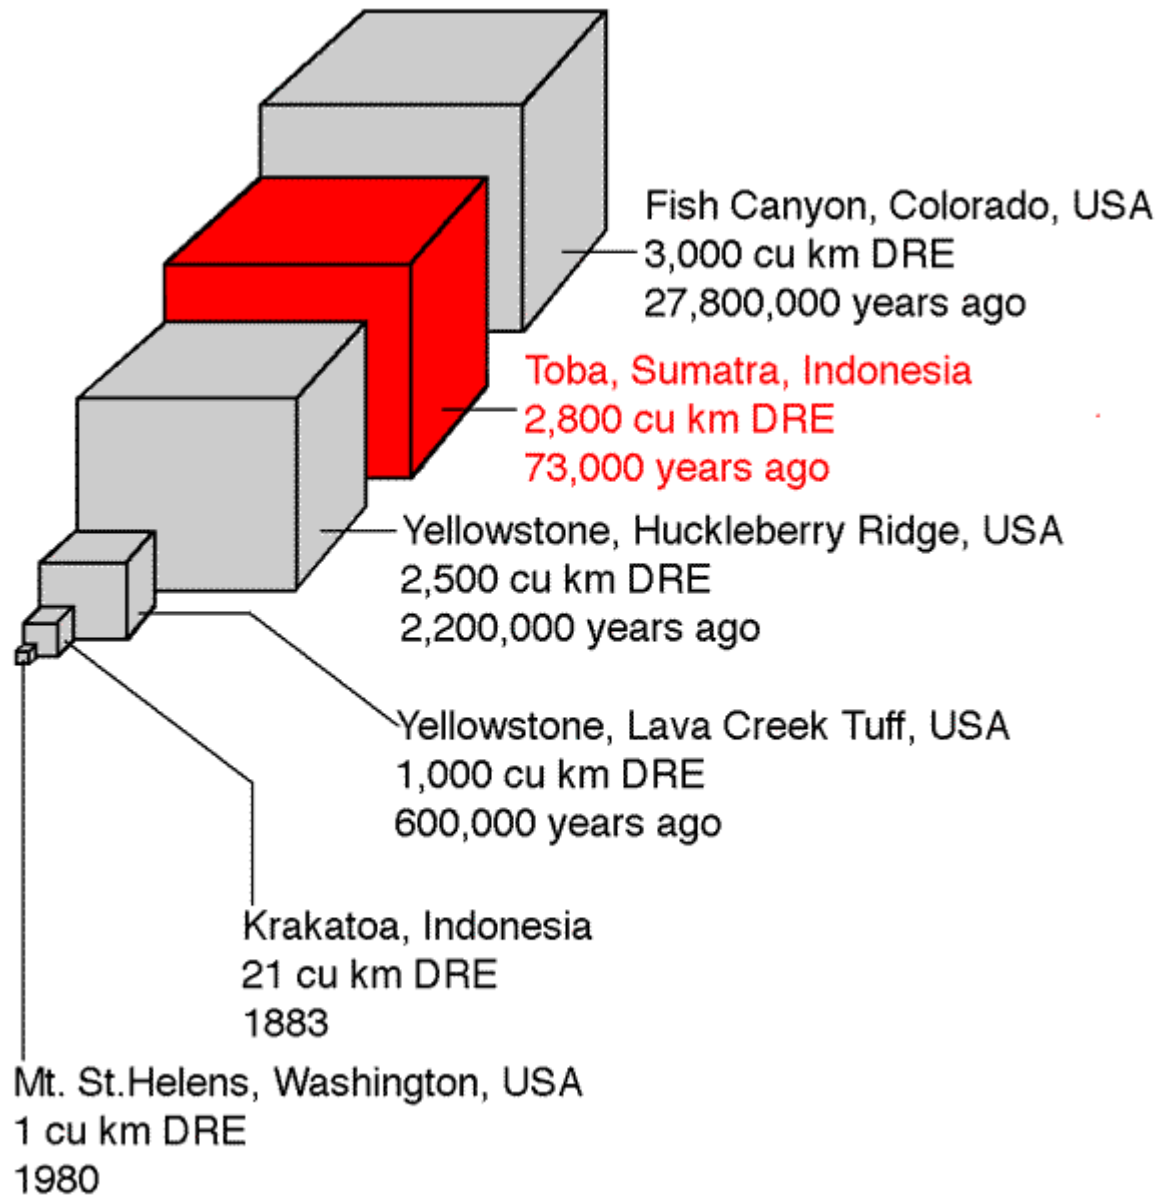 Fish Canyon, Colorado, USA
3,000 cu km DRE
27,800,000 years ago
Toba, Sumatra, Indonesia
2,800 cu km DRE
73,000 years ago
Yellowstone, Huckleberry Ridge, USA
2,500 cu km DRE
2,200,000 years ago
Yellowstone, Lava Creek Tuff, USA
1,000 cu km DRE
600,000 years ago
Krakatoa, Indonesia
21 cu km DRE
1883
Mt. St.Helens, Washington, USA
1 cu km DRE
1980